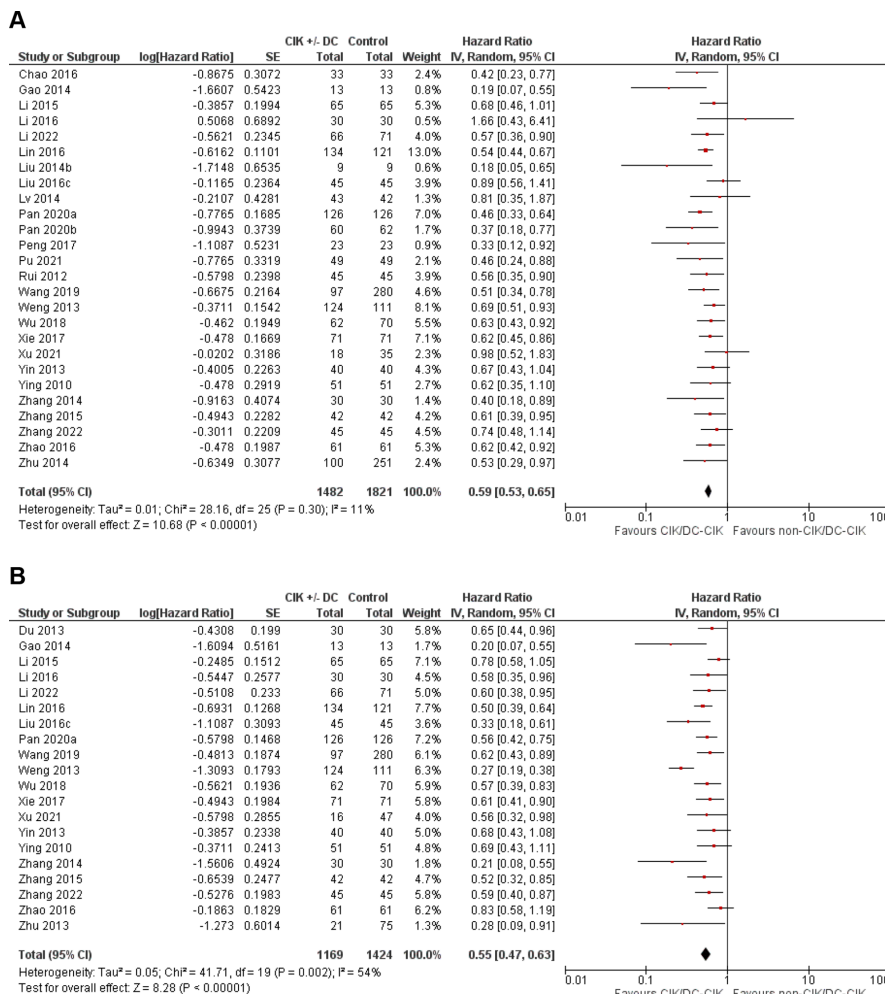 A
CIK +/- DC Control Hazard Ratio Hazard Ratio
Study or Subgroup log[Hazard Ratio] SE Total Total Weight IV, Random, 95% CI IV, Random, 95% CI
Chao 2016 -0.8675 0.3072 33 33 2.4% 0.42 [0.23, 0.77]
Gao 2014 -1.6607 0.5423 13 13 0.8% 0.19 [0.07, 0.55]
Li 2015 -0.3857 0.1994 65 65 5.3% 0.68 [0.46, 1.01]
Li 2016 0.5068 0.6892 30 30 0.5% 1.66 [0.43, 6.41]
Li 2022 -0.5621 0.2345 66 71 4.0% 0.57 [0.36, 0.90]
Lin 2016 -0.6162 0.1101 134 121 13.0% 0.54 [0.44, 0.67]
Liu 2014b -1.7148 0.6535 9 9 0.6% 0.18 [0.05, 0.65]
Liu 2016c -0.1165 0.2364 45 45 3.9% 0.89 [0.56, 1.41]
Lv 2014 -0.2107 0.4281 43 42 1.3% 0.81 [0.35, 1.87]
Pan 2020a -0.7765 0.1685 126 126 7.0% 0.46 [0.33, 0.64]
Pan 2020b -0.9943 0.3739 60 62 1.7% 0.37 [0.18, 0.77]
Peng 2017 -1.1087 0.5231 23 23 0.9% 0.33 [0.12, 0.92]
Pu 2021 -0.7765 0.3319 49 49 2.1% 0.46 [0.24, 0.88]
Rui 2012 -0.5798 0.2398 45 45 3.8% 0.56 [0.35, 0.90]
Wang 2019 -0.6675 0.2164 97 280 4.6% 0.51 [0.34, 0.78]
Weng 2013 -0.3711 0.1542 124 111 8.1% 0.69 [0.51, 0.93]
Wu 2018 -0.462 0.1949 62 70 5.5% 0.63 [0.43, 0.92]
Xie 2017 -0.478 0.1669 71 71 7.1% 0.62 [0.45, 0.86]
Xu 2021 -0.0202 0.3186 18 35 2.3% 0.98 [0.52, 1.83]
Yin 2013 -0.4005 0.2263 40 40 4.3% 0.67 [0.43, 1.04]
Ying 2010 -0.478 0.2919 51 51 2.7% 0.62 [0.35, 1.10]
Zhang 2014 -0.9163 0.4074 30 30 1.4% 0.40 [0.18, 0.89]
Zhang 2015 -0.4943 0.2282 42 42 4.2% 0.61 [0.39, 0.95]
Zhang 2022 -0.3011 0.2209 45 45 4.5% 0.74 [0.48, 1.14]
Zhao 2016 -0.478 0.1987 61 61 5.3% 0.62 [0.42, 0.92]
Zhu 2014 -0.6349 0.3077 100 251 2.4% 0.53 [0.29, 0.97]
Total (95% CI) 1482 1821 100.0% 0.59 [0.53, 0.65]
Heterogeneity: Tau² = 0.01; Chi² = 28.16, df = 25 (P = 0.30); I² = 11%
Test for overall effect: Z = 10.68 (P < 0.00001)
0.01 0.1 1 10 100
Favours CIK/DC-CIK Favours non-CIK/DC-CIK
B
CIK +/- DC Control Hazard Ratio Hazard Ratio
Study or Subgroup log[Hazard Ratio] SE Total Total Weight IV, Random, 95% CI IV, Random, 95% CI
Du 2013 -0.4308 0.199 30 30 5.8% 0.65 [0.44, 0.96]
Gao 2014 -1.6094 0.5161 13 13 1.7% 0.20 [0.07, 0.55]
Li 2015 -0.2485 0.1512 65 65 7.1% 0.78 [0.58, 1.05]
Li 2016 -0.5447 0.2577 30 30 4.4% 0.58 [0.35, 0.96]
Li 2022 -0.5108 0.233 66 71 5.0% 0.60 [0.38, 0.95]
Lin 2016 -0.6931 0.1268 134 121 7.9% 0.50 [0.39, 0.64]
Liu 2016c -1.1087 0.3093 45 45 3.6% 0.33 [0.18, 0.61]
Pan 2020a -0.5798 0.1468 126 126 7.2% 0.56 [0.42, 0.75]
Wang 2019 -0.4813 0.1874 97 280 6.1% 0.62 [0.43, 0.89]
Weng 2013 -1.3093 0.1793 124 111 6.3% 0.27 [0.19, 0.38]
Wu 2018 -0.5621 0.1936 62 70 5.9% 0.57 [0.39, 0.83]
Xie 2017 -0.4943 0.1984 71 71 5.8% 0.61 [0.41, 0.90]
Xu 2021 -0.5798 0.2855 16 47 3.9% 0.56 [0.32, 0.98]
Yin 2013 -0.3857 0.2338 40 40 4.9% 0.68 [0.43, 1.08]
Ying 2010 -0.3711 0.2413 51 51 4.8% 0.69 [0.43, 1.11]
Zhang 2014 -1.5606 0.4924 30 30 1.8% 0.21 [0.08, 0.55]
Zhang 2015 -0.6539 0.2477 42 42 4.6% 0.52 [0.32, 0.85]
Zhang 2022 -0.5276 0.1983 45 45 5.8% 0.59 [0.40, 0.87]
Zhao 2016 -0.1863 0.1829 61 61 6.2% 0.83 [0.58, 1.19]
Zhu 2013 -1.273 0.6014 21 75 1.3% 0.28 [0.09, 0.91]
Total (95% CI) 1169 1424 100.0% 0.55 [0.47, 0.63]
Heterogeneity: Tau² = 0.05; Chi² = 41.71, df = 19 (P = 0.002); I² = 54%
Test for overall effect: Z = 8.28 (P < 0.00001)
0.01 0.1 1 10 100
Favours CIK/DC-CIK Favours non-CIK/DC-CIK